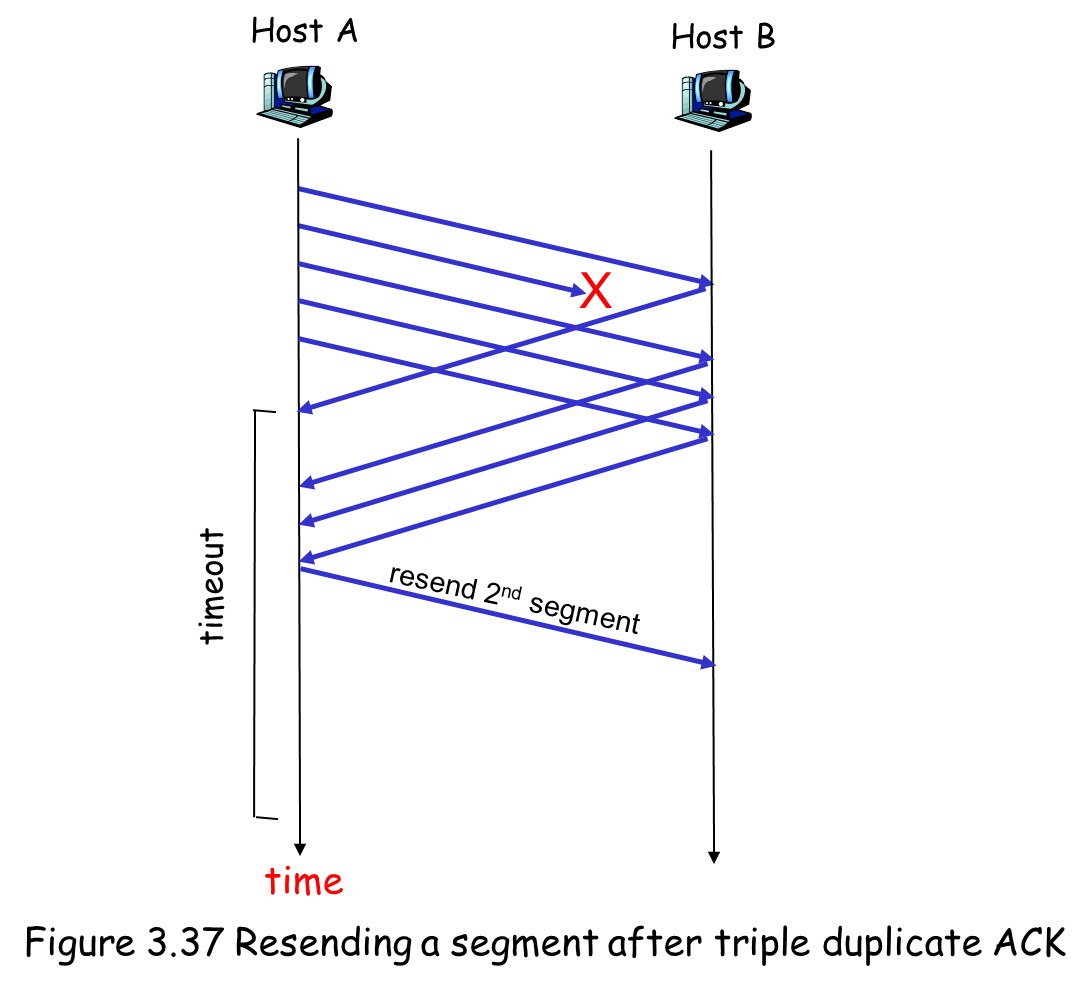 Host A
Host B
X
timeout
resend 2nd segment
time
Figure 3.37 Resending a segment after triple duplicate ACK